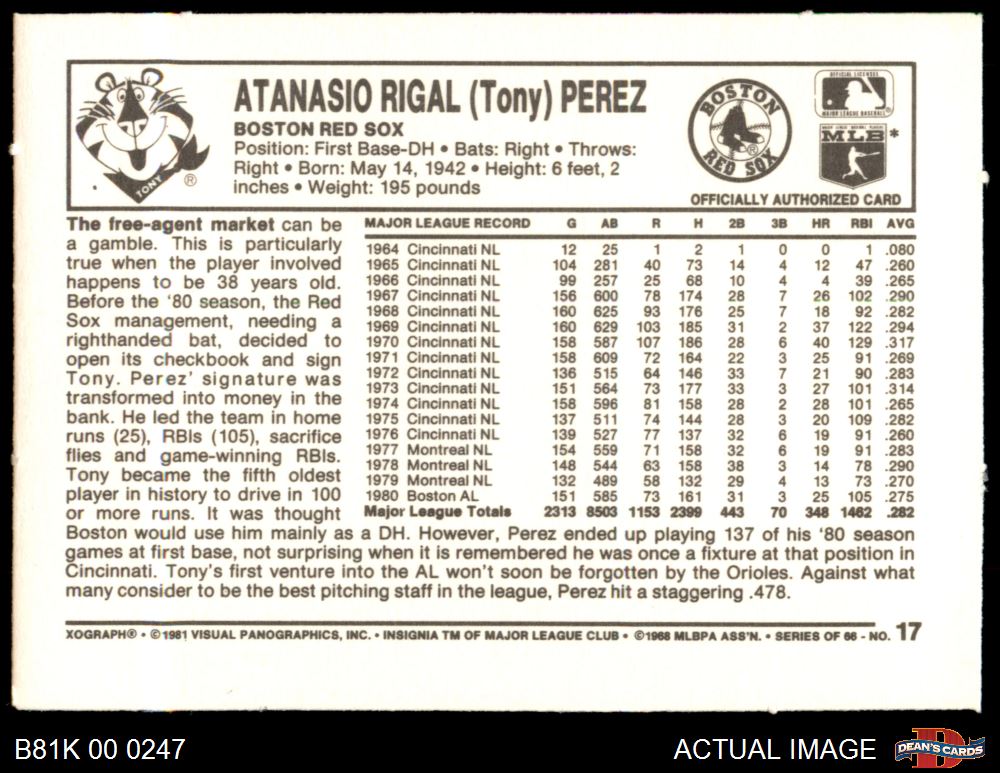 ATANASIO RIGAL (Tony) PEREZ
BOSTON RED SOX
Position: First Base-DH • Bats: Right • Throws:
Right • Born: May 14, 1942 • Height: 6 feet, 2
inches • Weight: 195 pounds
TONY ®
BOSTON
RED SOX ®
OFFICIAL LICENSEE
MAJOR LEAGUE BASEBALL ®
MAJOR LEAGUE BASEBALL PLAYERS
MLB *
OFFICIALLY AUTHORIZED CARD
The free-agent market can be
a gamble. This is particularly
true when the player involved
happens to be 38 years old.
Before the '80 season, the Red
Sox management, needing a
righthanded bat, decided to
open its checkbook and sign
Tony. Perez' signature was
transformed into money in the
bank. He led the team in home
runs (25), RBIs (105), sacrifice
flies and game-winning RBIs.
Tony became the fifth oldest
player in history to drive in 100
or more runs. It was thought
MAJOR LEAGUE RECORD G AB R H 2B 3B HR RBI AVG
1964 Cincinnati NL 12 25 1 2 1 0 0 1 .080
1965 Cincinnati NL 104 281 40 73 14 4 12 47 .260
1966 Cincinnati NL 99 257 25 68 10 4 4 39 .265
1967 Cincinnati NL 156 600 78 174 28 7 26 102 .290
1968 Cincinnati NL 160 625 93 176 25 7 18 92 .282
1969 Cincinnati NL 160 629 103 185 31 2 37 122 .294
1970 Cincinnati NL 158 587 107 186 28 6 40 129 .317
1971 Cincinnati NL 158 609 72 164 22 3 25 91 .269
1972 Cincinnati NL 136 515 64 146 33 7 21 90 .283
1973 Cincinnati NL 151 564 73 177 33 3 27 101 .314
1974 Cincinnati NL 158 596 81 158 28 2 28 101 .265
1975 Cincinnati NL 137 511 74 144 28 3 20 109 .282
1976 Cincinnati NL 139 527 77 137 32 6 19 91 .260
1977 Montreal NL 154 559 71 158 32 6 19 91 .283
1978 Montreal NL 148 544 63 158 38 3 14 78 .290
1979 Montreal NL 132 489 58 132 29 4 13 73 .270
1980 Boston AL 151 585 73 161 31 3 25 105 .275
Major League Totals 2313 8503 1153 2399 443 70 348 1462 .282
Boston would use him mainly as a DH. However, Perez ended up playing 137 of his '80 season
games at first base, not surprising when it is remembered he was once a fixture at that position in
Cincinnati. Tony's first venture into the AL won't soon be forgotten by the Orioles. Against what
many consider to be the best pitching staff in the league, Perez hit a staggering .478.
XOGRAPH® • ©1981 VISUAL PANOGRAPHICS, INC. • INSIGNIA TM OF MAJOR LEAGUE CLUB • ©1968 MLBPA ASS'N. • SERIES OF 66 - NO. 17
B81K 00 0247
ACTUAL IMAGE
DEAN'S CARDS